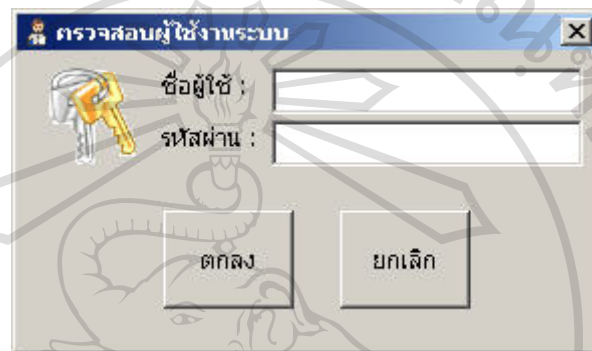 ตรวจสอบผู้ใช้งานระบบ
ชื่อผู้ใช้ :
รหัสผ่าน :
ตกลง
ยกเลิก